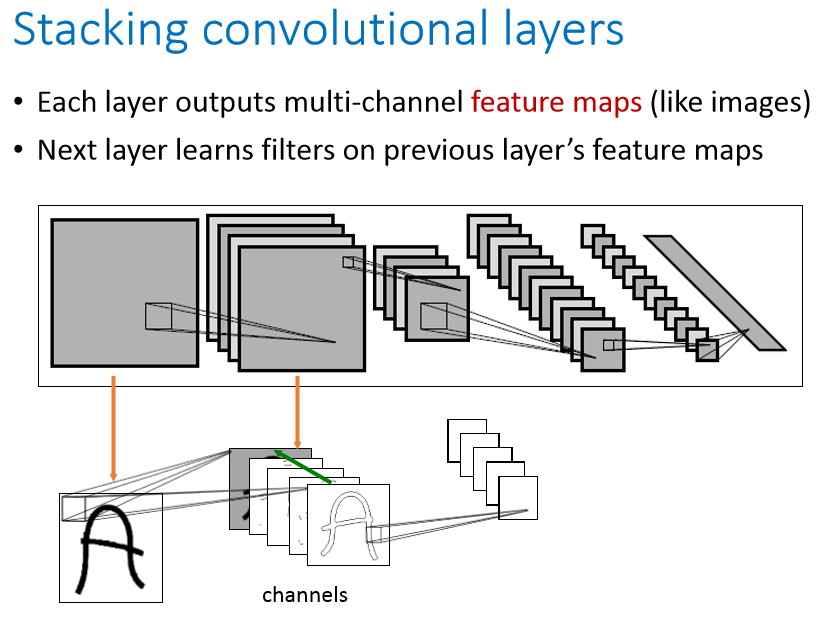 Stacking convolutional layers
• Each layer outputs multi-channel feature maps (like images)
• Next layer learns filters on previous layer’s feature maps
A
A
channels